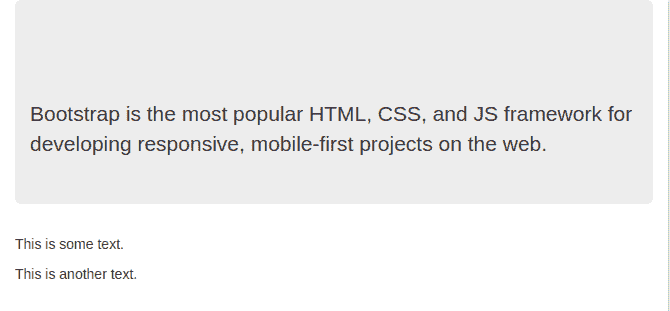 Bootstrap is the most popular HTML, CSS, and JS framework for
developing responsive, mobile-first projects on the web.
This is some text.
This is another text.